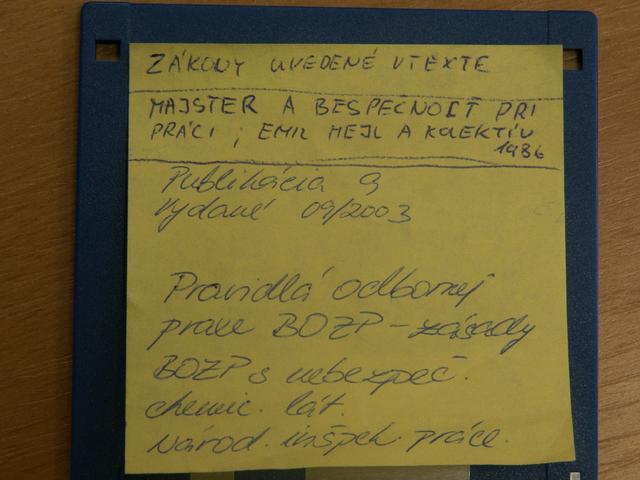 ZÁKONY UVEDENÉ V TEXTE
MAJSTER A BESPEČNOSŤ PRI
PRÁCI ; EMIL HEJL A KOLEKTÍV
1986
Publikácia 9
Vydané 09/2003
Pravidlá odbornej
praxe BOZP - zásady
BOZP s nebezpeč.
chemic. lát.
Národ. inšpek práce.